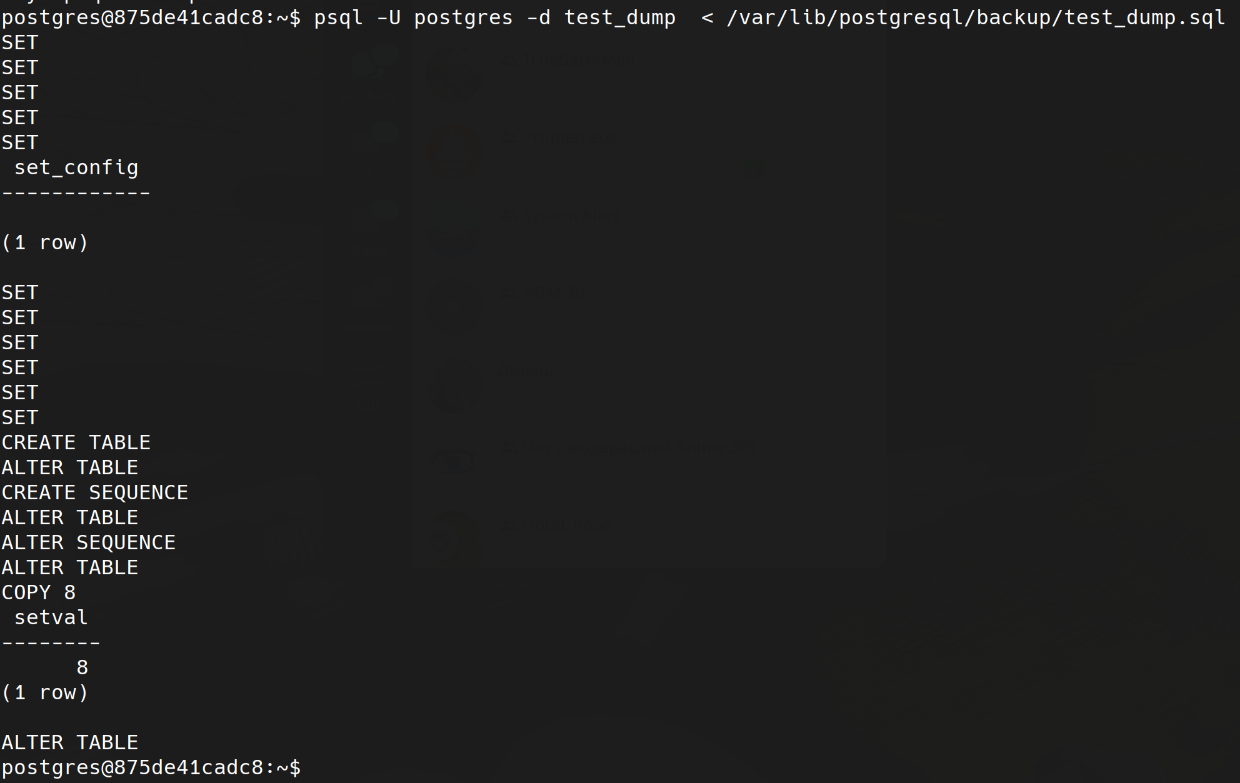 postgres@875de41cadc8:~$ psql -U postgres -d test_dump  < /var/lib/postgresql/backup/test_dump.sql
SET
SET
SET
SET
SET
 set_config
------------

(1 row)

SET
SET
SET
SET
SET
SET
CREATE TABLE
ALTER TABLE
CREATE SEQUENCE
ALTER TABLE
ALTER SEQUENCE
ALTER TABLE
COPY 8
 setval
--------
      8
(1 row)

ALTER TABLE
postgres@875de41cadc8:~$